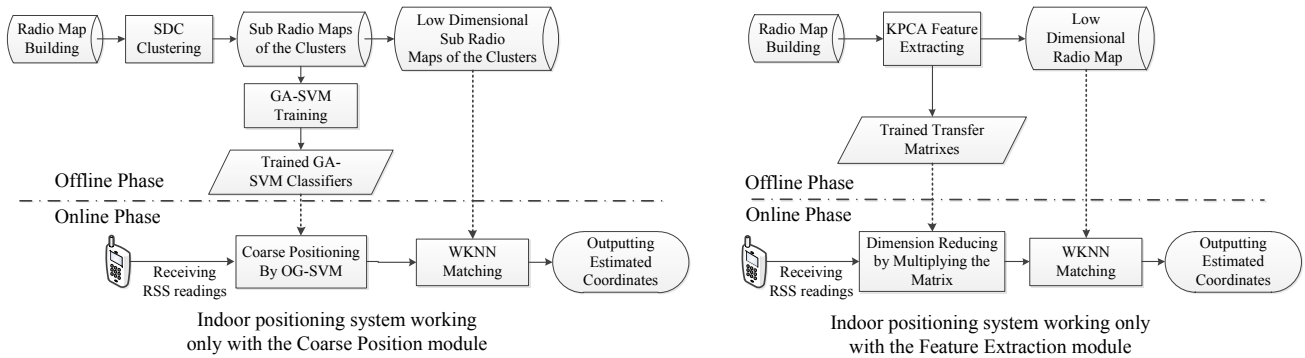 Radio Map
Building
SDC
Clustering
Sub Radio Maps
of the Clusters
Low Dimensional
Sub Radio
Maps of the Clusters
GA-SVM
Training
Trained GA-
SVM Classifiers
Offline Phase
Online Phase
Receiving
RSS readings
Coarse Positioning
By OG-SVM
WKNN
Matching
Outputting
Estimated
Coordinates
Indoor positioning system working
only with the Coarse Position module
Radio Map
Building
KPCA Feature
Extracting
Low
Dimensional
Radio Map
Trained Transfer
Matrixes
Offline Phase
Online Phase
Receiving
RSS readings
Dimension Reducing
by Multiplying the
Matrix
WKNN
Matching
Outputting
Estimated
Coordinates
Indoor positioning system working only
with the Feature Extraction module